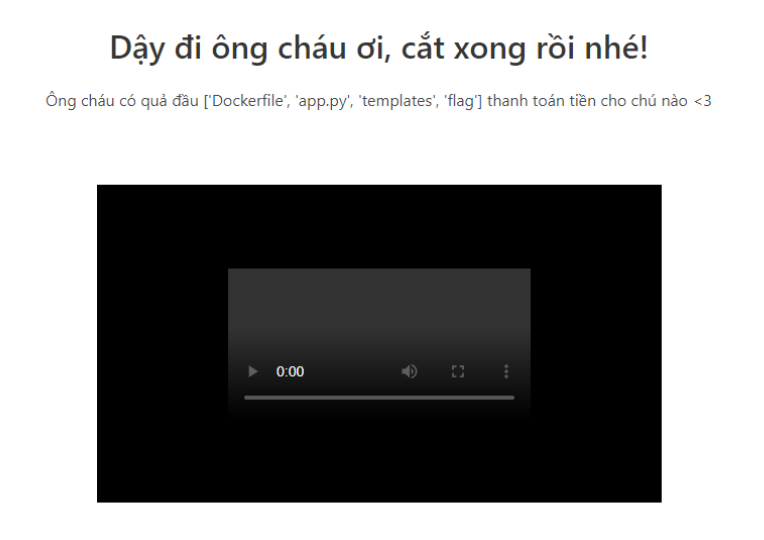 Dậy đi ông cháu ơi, cắt xong rồi nhé!
Ông cháu có quả đầu ['Dockerfile', 'app.py', 'templates', 'flag'] thanh toán tiền cho chú nào <3
0:00